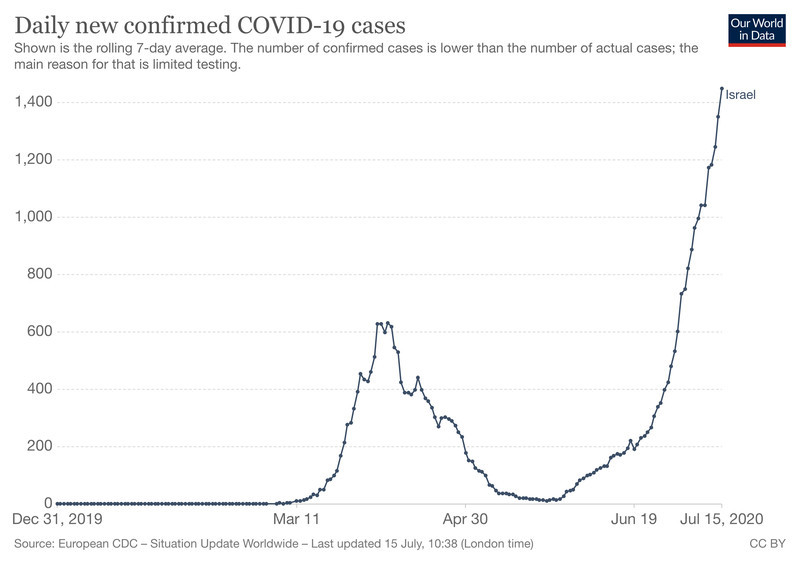 Daily new confirmed COVID-19 cases
Our World
in Data
Shown is the rolling 7-day average. The number of confirmed cases is lower than the number of actual cases; the
main reason for that is limited testing.
1,400
Israel
1,200
1,000
800
600
400
200
0
Dec 31, 2019 Mar 11 Apr 30 Jun 19 Jul 15, 2020
Source: European CDC – Situation Update Worldwide – Last updated 15 July, 10:38 (London time) CC BY